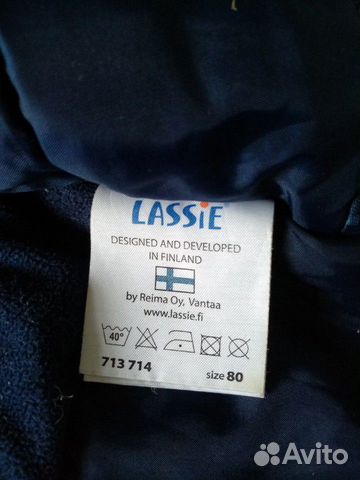 LASSiE
DESIGNED AND DEVELOPED
IN FINLAND
by Reima Oy, Vantaa
www.lassie.fi
40°
713 714 size 80
Avito